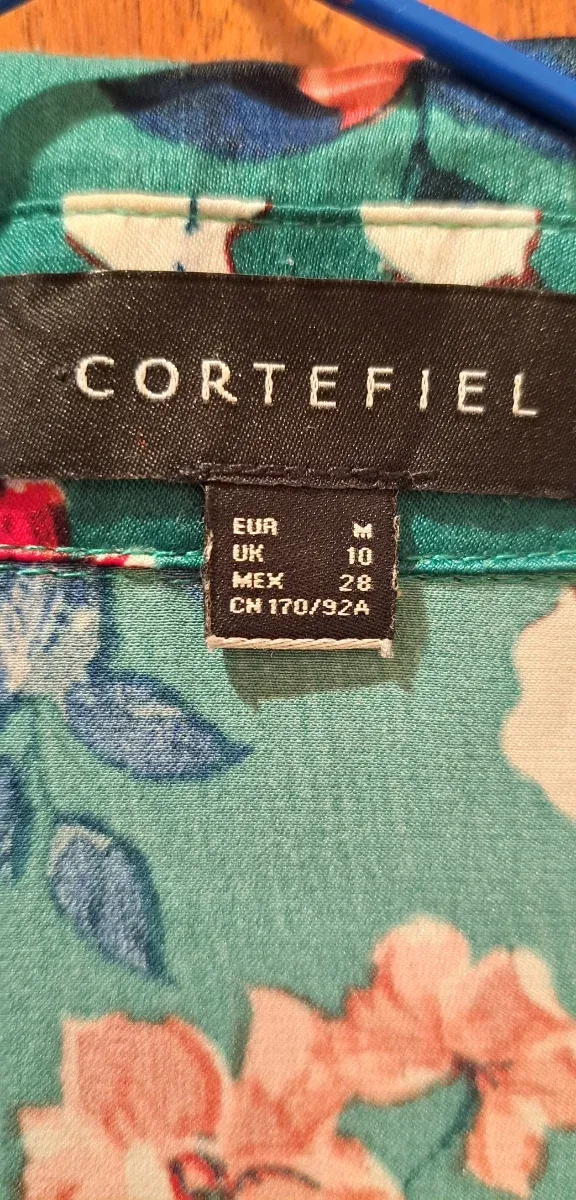 CORTEFIEL
EUR M
UK 10
MEX 28
CN 170/92A